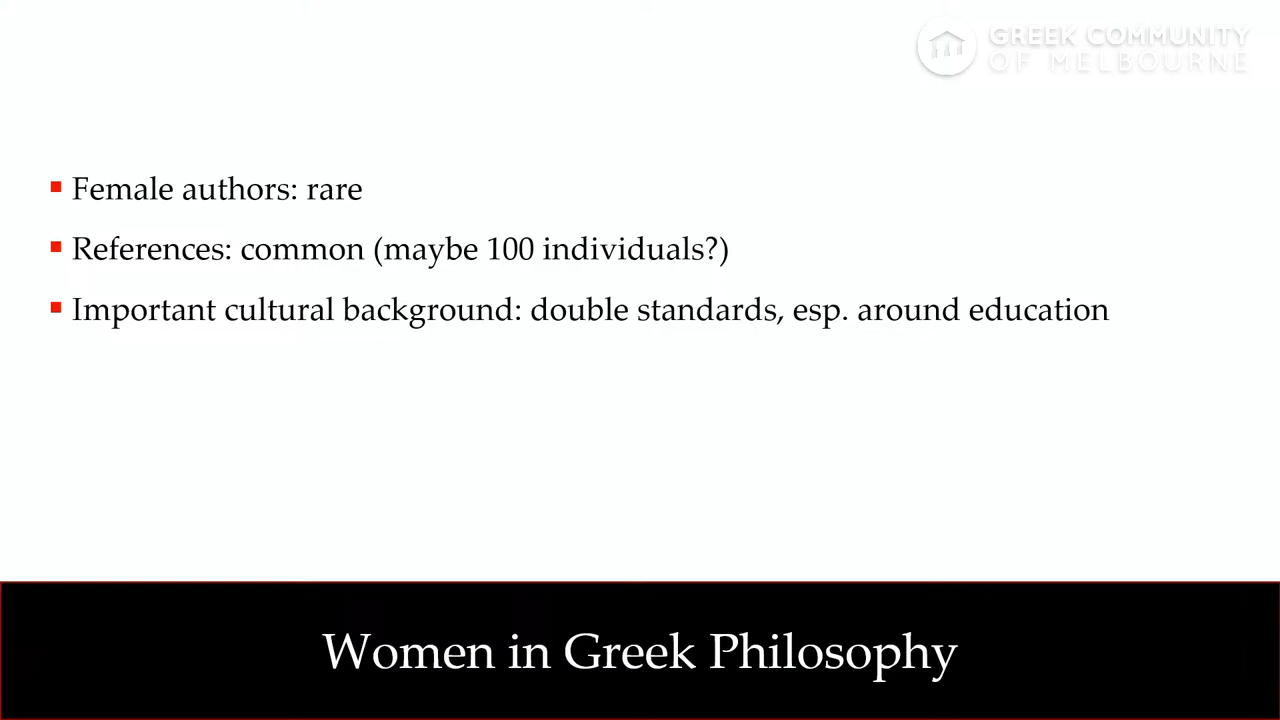 GREEK COMMUNITY
OF MELBOURNE
▪ Female authors: rare
▪ References: common (maybe 100 individuals?)
▪ Important cultural background: double standards, esp. around education
Women in Greek Philosophy